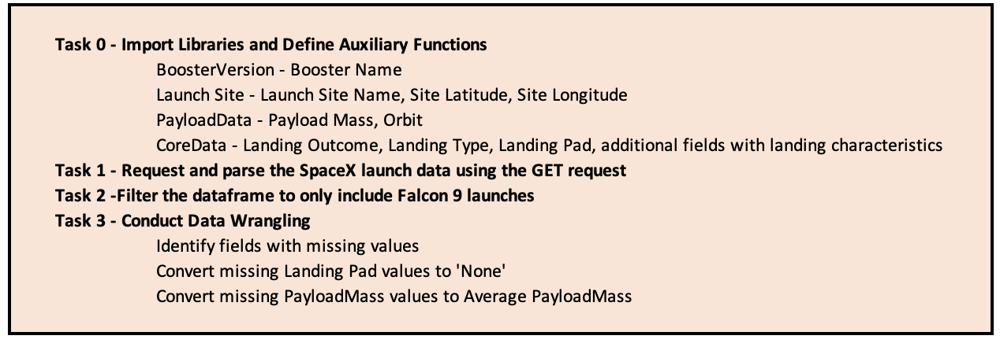 Task 0 - Import Libraries and Define Auxiliary Functions
BoosterVersion - Booster Name
Launch Site - Launch Site Name, Site Latitude, Site Longitude
PayloadData - Payload Mass, Orbit
CoreData - Landing Outcome, Landing Type, Landing Pad, additional fields with landing characteristics
Task 1 - Request and parse the SpaceX launch data using the GET request
Task 2 -Filter the dataframe to only include Falcon 9 launches
Task 3 - Conduct Data Wrangling
Identify fields with missing values
Convert missing Landing Pad values to 'None'
Convert missing PayloadMass values to Average PayloadMass